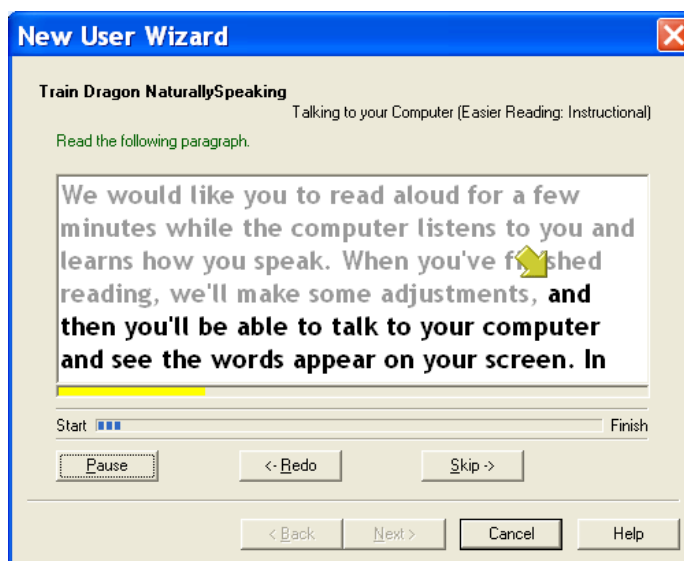 New User Wizard
Train Dragon NaturallySpeaking
Talking to your Computer (Easier Reading: Instructional)
Read the following paragraph.
We would like you to read aloud for a few
minutes while the computer listens to you and
learns how you speak. When you've finished
reading, we'll make some adjustments, and
then you'll be able to talk to your computer
and see the words appear on your screen. In
Start Finish
Pause <- Redo Skip ->
< Back Next > Cancel Help